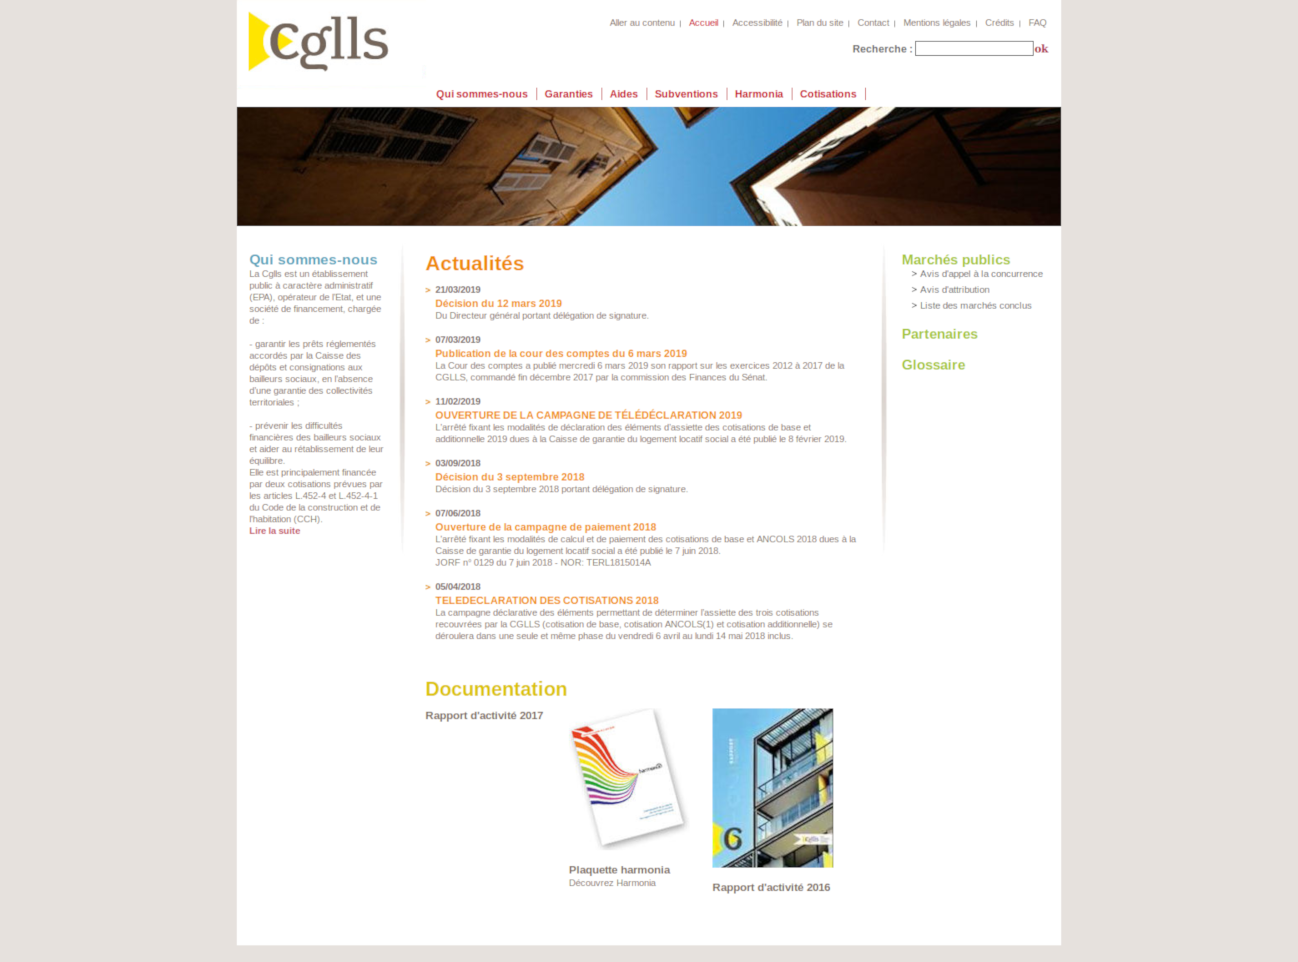 cglls
Aller au contenu | Accueil | Accessibilité | Plan du site | Contact | Mentions légales | Crédits | FAQ
Recherche : ok
Qui sommes-nous | Garanties | Aides | Subventions | Harmonia | Cotisations |
Qui sommes-nous
La Cglls est un établissement
public à caractère administratif
(EPA), opérateur de l'Etat, et une
société de financement, chargée
de :
- garantir les prêts réglementés
accordés par la Caisse des
dépôts et consignations aux
bailleurs sociaux, en l'absence
d'une garantie des collectivités
territoriales ;
- prévenir les difficultés
financières des bailleurs sociaux
et aider au rétablissement de leur
équilibre.
Elle est principalement financée
par deux cotisations prévues par
les articles L.452-4 et L.452-4-1
du Code de la construction et de
l'habitation (CCH).
Lire la suite
Actualités
> 21/03/2019
Décision du 12 mars 2019
Du Directeur général portant délégation de signature.
> 07/03/2019
Publication de la cour des comptes du 6 mars 2019
La Cour des comptes a publié mercredi 6 mars 2019 son rapport sur les exercices 2012 à 2017 de la
CGLLS, commandé fin décembre 2017 par la commission des Finances du Sénat.
> 11/02/2019
OUVERTURE DE LA CAMPAGNE DE TÉLÉDÉCLARATION 2019
L'arrêté fixant les modalités de déclaration des éléments d'assiette des cotisations de base et
additionnelle 2019 dues à la Caisse de garantie du logement locatif social a été publié le 8 février 2019.
> 03/09/2018
Décision du 3 septembre 2018
Décision du 3 septembre 2018 portant délégation de signature.
> 07/06/2018
Ouverture de la campagne de paiement 2018
L'arrêté fixant les modalités de calcul et de paiement des cotisations de base et ANCOLS 2018 dues à la
Caisse de garantie du logement locatif social a été publié le 7 juin 2018.
JORF n° 0129 du 7 juin 2018 - NOR: TERL1815014A
> 05/04/2018
TELEDECLARATION DES COTISATIONS 2018
La campagne déclarative des éléments permettant de déterminer l'assiette des trois cotisations
recouvrées par la CGLLS (cotisation de base, cotisation ANCOLS(1) et cotisation additionnelle) se
déroulera dans une seule et même phase du vendredi 6 avril au lundi 14 mai 2018 inclus.
Marchés publics
> Avis d'appel à la concurrence
> Avis d'attribution
> Liste des marchés conclus
Partenaires
Glossaire
Documentation
Rapport d'activité 2017
harmonia
Plaquette harmonia
Découvrez Harmonia
RAPPORT
6
cglls
Rapport d'activité 2016